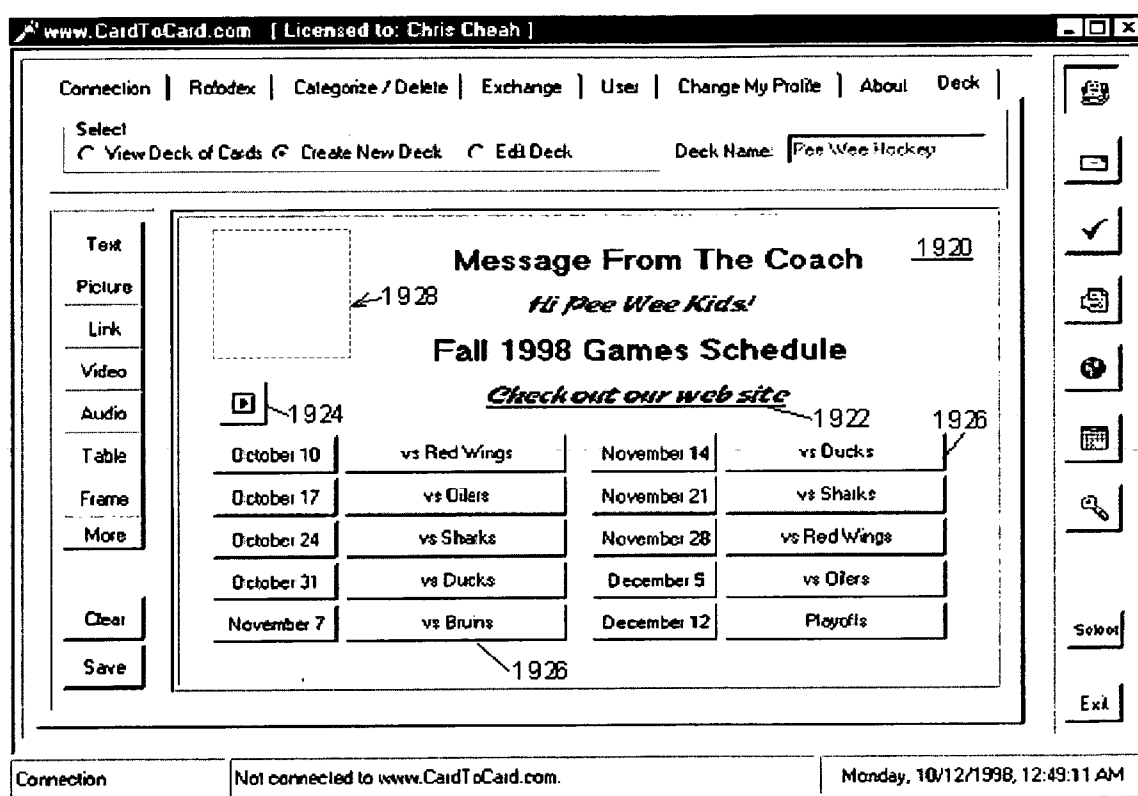 www.CardToCard.com [ Licensed to: Chris Cheah ]
Connection | Rolodex | Categorize / Delete | Exchange | User | Change My Profile | About Deck |
Select
View Deck of Cards Create New Deck Edit Deck Deck Name: Pee Wee Hockey
Text
Picture
Link
Video
Audio
Table
Frame
More
Clear
Save
Message From The Coach 1920
1928
Hi Pee Wee Kids!
Fall 1998 Games Schedule
Check out our web site
1924 1922 1926
October 10 vs Red Wings November 14 vs Ducks
October 17 vs Oilers November 21 vs Sharks
October 24 vs Sharks November 28 vs Red Wings
October 31 vs Ducks December 5 vs Oilers
November 7 vs Bruins December 12 Playoffs
1926
Select
Exit
Connection Not connected to www.CardToCard.com. Monday, 10/12/1998, 12:49:11 AM